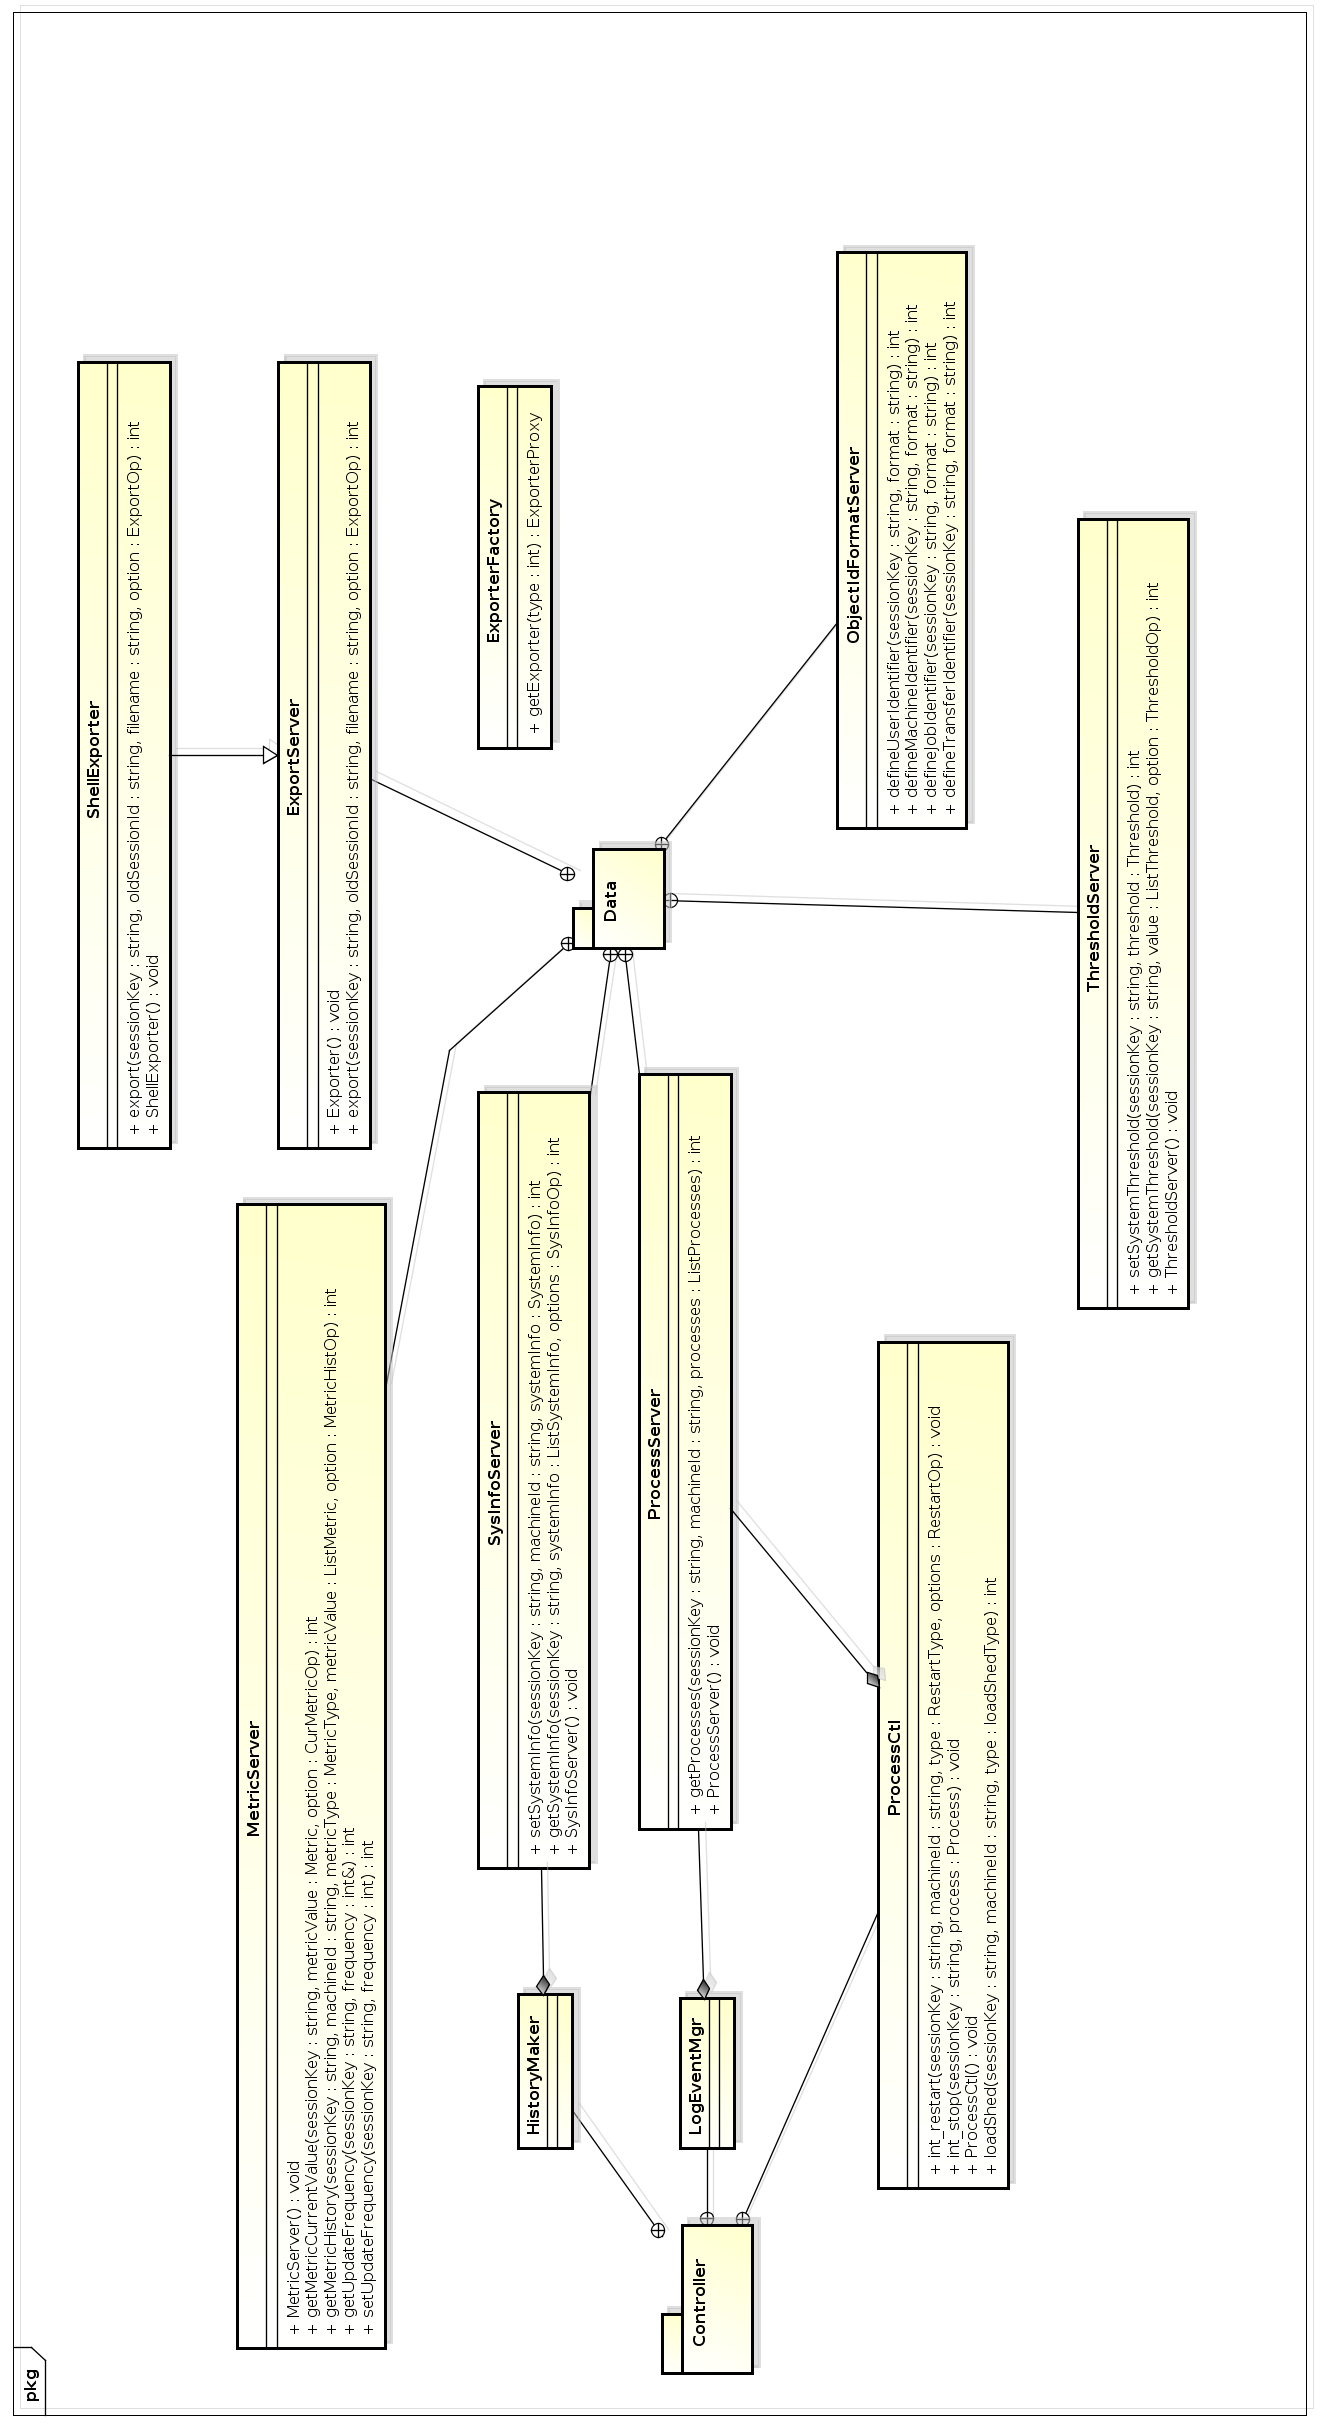 pkg
ShellExporter
+ export(sessionKey : string, oldSessionId : string, filename : string, option : ExportOp) : int
+ ShellExporter() : void
ExportServer
+ Exporter() : void
+ export(sessionKey : string, oldSessionId : string, filename : string, option : ExportOp) : int
MetricServer
+ MetricServer() : void
+ getMetricCurrentValue(sessionKey : string, metricValue : Metric, option : CurMetricOp) : int
+ getMetricHistory(sessionKey : string, machineId : string, metricType : MetricType, metricValue : ListMetric, option : MetricHistOp) : int
+ getUpdateFrequency(sessionKey : string, frequency : int&) : int
+ setUpdateFrequency(sessionKey : string, frequency : int) : int
ExporterFactory
+ getExporter(type : int) : ExporterProxy
Data
SysInfoServer
+ setSystemInfo(sessionKey : string, machineId : string, systemInfo : SystemInfo) : int
+ getSystemInfo(sessionKey : string, systemInfo : ListSystemInfo, options : SysInfoOp) : int
+ SysInfoServer() : void
HistoryMaker
ProcessServer
+ getProcesses(sessionKey : string, machineId : string, processes : ListProcesses) : int
+ ProcessServer() : void
LogEventMgr
Controller
ObjectIdFormatServer
+ defineUserIdentifier(sessionKey : string, format : string) : int
+ defineMachineIdentifier(sessionKey : string, format : string) : int
+ defineJobIdentifier(sessionKey : string, format : string) : int
+ defineTransferIdentifier(sessionKey : string, format : string) : int
ProcessCtl
+ int_restart(sessionKey : string, machineId : string, type : RestartType, options : RestartOp) : void
+ int_stop(sessionKey : string, process : Process) : void
+ ProcessCtl() : void
+ loadShed(sessionKey : string, machineId : string, type : loadShedType) : int
ThresholdServer
+ setSystemThreshold(sessionKey : string, threshold : Threshold) : int
+ getSystemThreshold(sessionKey : string, value : ListThreshold, option : ThresholdOp) : int
+ ThresholdServer() : void